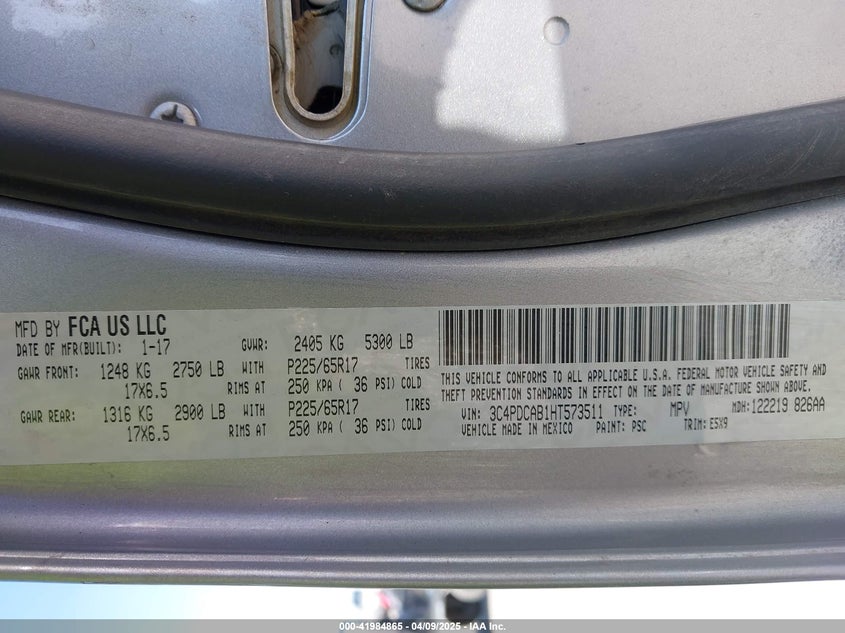 MFD BY FCA US LLC
DATE OF MFR(BUILT): 1-17 GVWR: 2405 KG 5300 LB
GAWR FRONT: 1248 KG 2750 LB WITH P225/65R17 TIRES
17X6.5 RIMS AT 250 KPA ( 36 PSI) COLD
GAWR REAR: 1316 KG 2900 LB WITH P225/65R17 TIRES
17X6.5 RIMS AT 250 KPA ( 36 PSI) COLD
THIS VEHICLE CONFORMS TO ALL APPLICABLE U.S.A. FEDERAL MOTOR VEHICLE SAFETY AND
THEFT PREVENTION STANDARDS IN EFFECT ON THE DATE OF MANUFACTURE SHOWN ABOVE.
VIN: 3C4PDCAB1HT573511 TYPE: MPV MDH: 122219 826AA
VEHICLE MADE IN MEXICO PAINT: PSC TRIM: E5X9
000-41984865 - 04/09/2025 - IAA Inc.